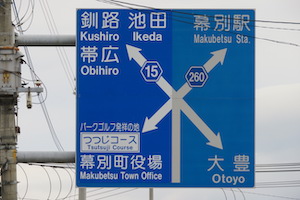 釧路 池田
Kushiro Ikeda
帯広
Obihiro
15
幕別駅
Makubetsu Sta.
260
パークゴルフ発祥の地
つつじコース
Tsutsuji Course
幕別町役場
Makubetsu Town Office
大豊
Otoyo